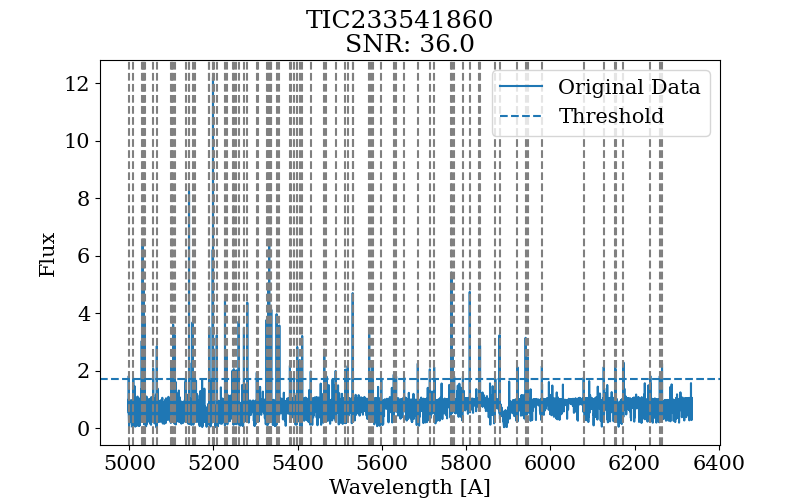 TIC233541860
SNR: 36.0
Original Data
Threshold
12
10
8
6
4
2
0
Flux
5000 5200 5400 5600 5800 6000 6200 6400
Wavelength [A]